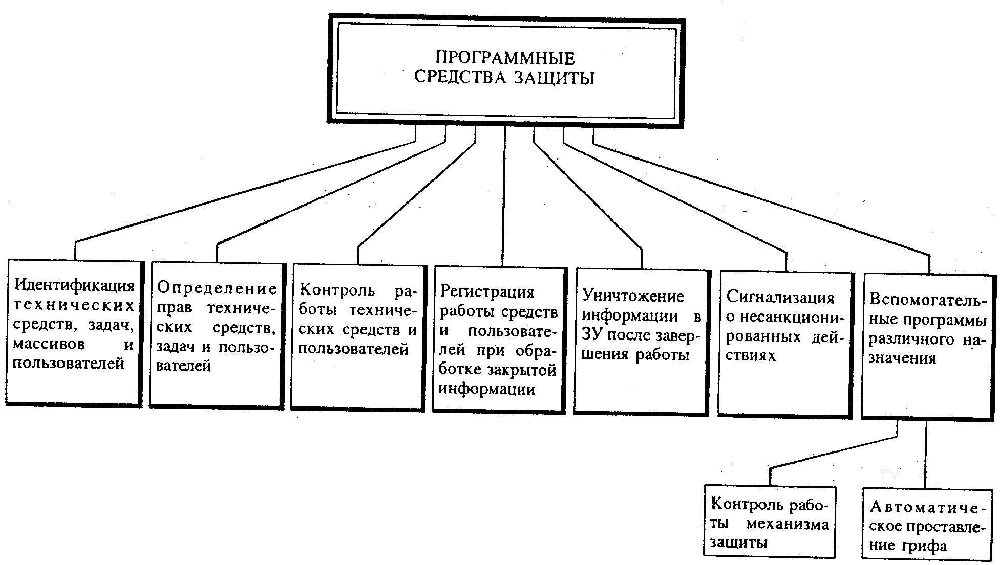 ПРОГРАММНЫЕ
СРЕДСТВА ЗАЩИТЫ
Идентификация
технических
средств, задач,
массивов и
пользователей
Определение
прав техниче-
ских средств,
задач и пользо-
вателей
Контроль ра-
боты техниче-
ских средств и
пользователей
Регистрация
работы средств
и пользовате-
лей при обра-
ботке закрытой
информации
Уничтожение
информации в
ЗУ после завер-
шения работы
Сигнализация
о несанкциони-
рованных дей-
ствиях
Вспомогатель-
ные программы
различного на-
значения
Контроль рабо-
ты механизма
защиты
Автоматиче-
ское проставле-
ние грифа